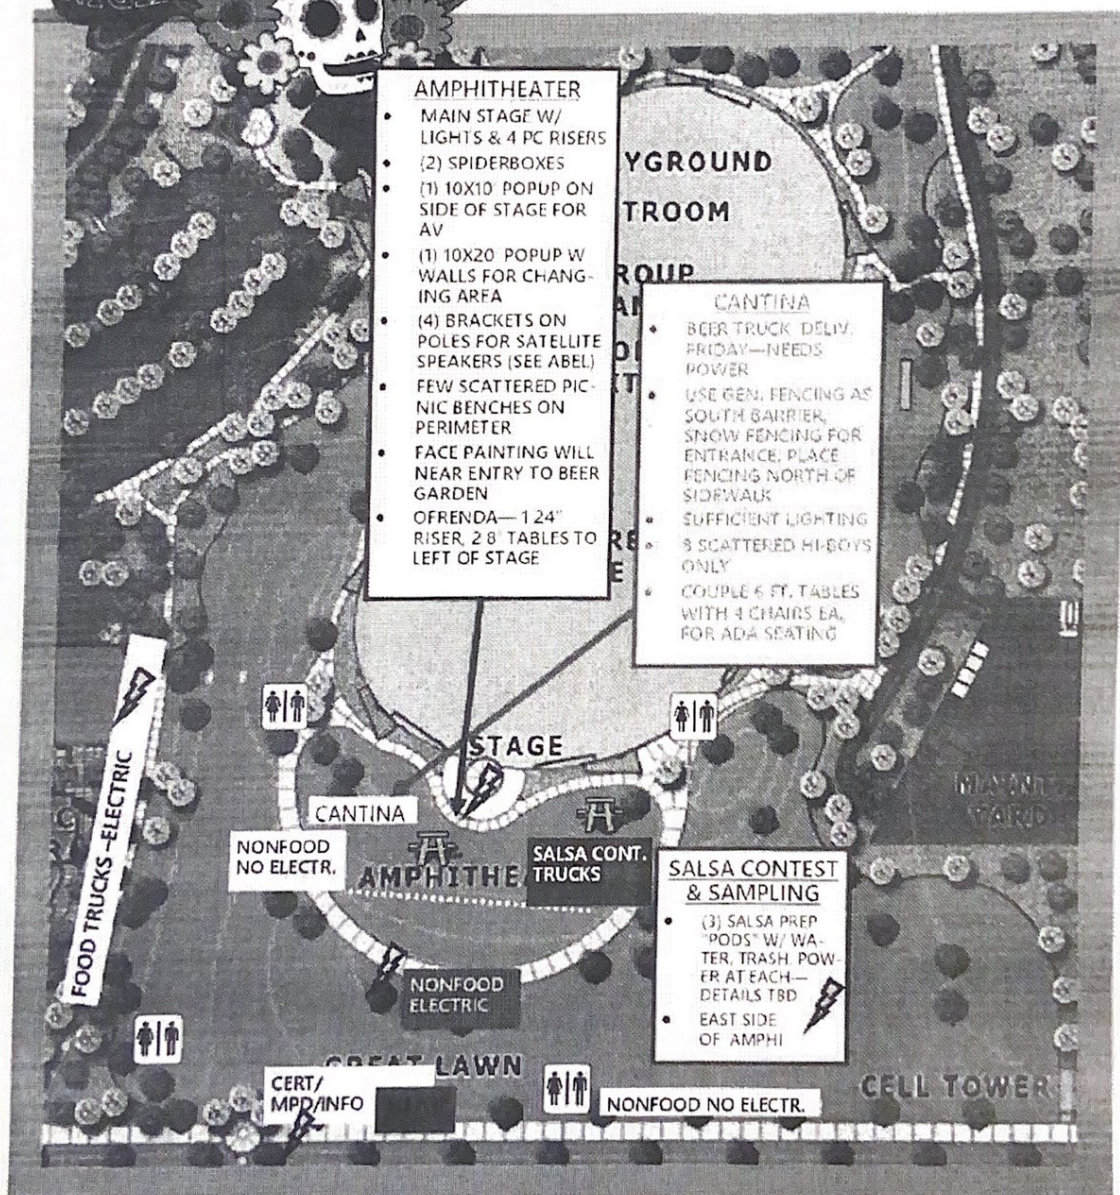 AMPHITHEATER
• MAIN STAGE W/
LIGHTS & 4 PC RISERS
• (2) SPIDERBOXES
• (1) 10X10' POPUP ON
SIDE OF STAGE FOR
AV
• (1) 10X20' POPUP W
WALLS FOR CHANG-
ING AREA
• (4) BRACKETS ON
POLES FOR SATELLITE
SPEAKERS (SEE ABEL)
• FEW SCATTERED PIC-
NIC BENCHES ON
PERIMETER
• FACE PAINTING WILL
NEAR ENTRY TO BEER
GARDEN
• OFRENDA—1 24"
RISER, 2 8' TABLES TO
LEFT OF STAGE
YGROUND
TROOM
ROUP
CANTINA
• BEER TRUCK DELIV.
FRIDAY—NEEDS
POWER
• USE GEN. FENCING AS
SOUTH BARRIER,
SNOW FENCING FOR
ENTRANCE. PLACE
FENCING NORTH OF
SIDEWALK
• SUFFICIENT LIGHTING
• 8 SCATTERED HI-BOYS
ONLY
• COUPLE 6 FT. TABLES
WITH 4 CHAIRS EA,
FOR ADA SEATING
RE
E
STAGE
FOOD TRUCKS –ELECTRIC
CANTINA
NONFOOD
NO ELECTR.
AMPHITHEA
SALSA CONT.
TRUCKS
MAINT
YARD
SALSA CONTEST
& SAMPLING
• (3) SALSA PREP
"PODS" W/ WA-
TER, TRASH, POW-
ER AT EACH—
DETAILS TBD
• EAST SIDE
OF AMPHI
NONFOOD
ELECTRIC
GREAT LAWN
CERT/
MPD/INFO
NONFOOD NO ELECTR.
CELL TOWER